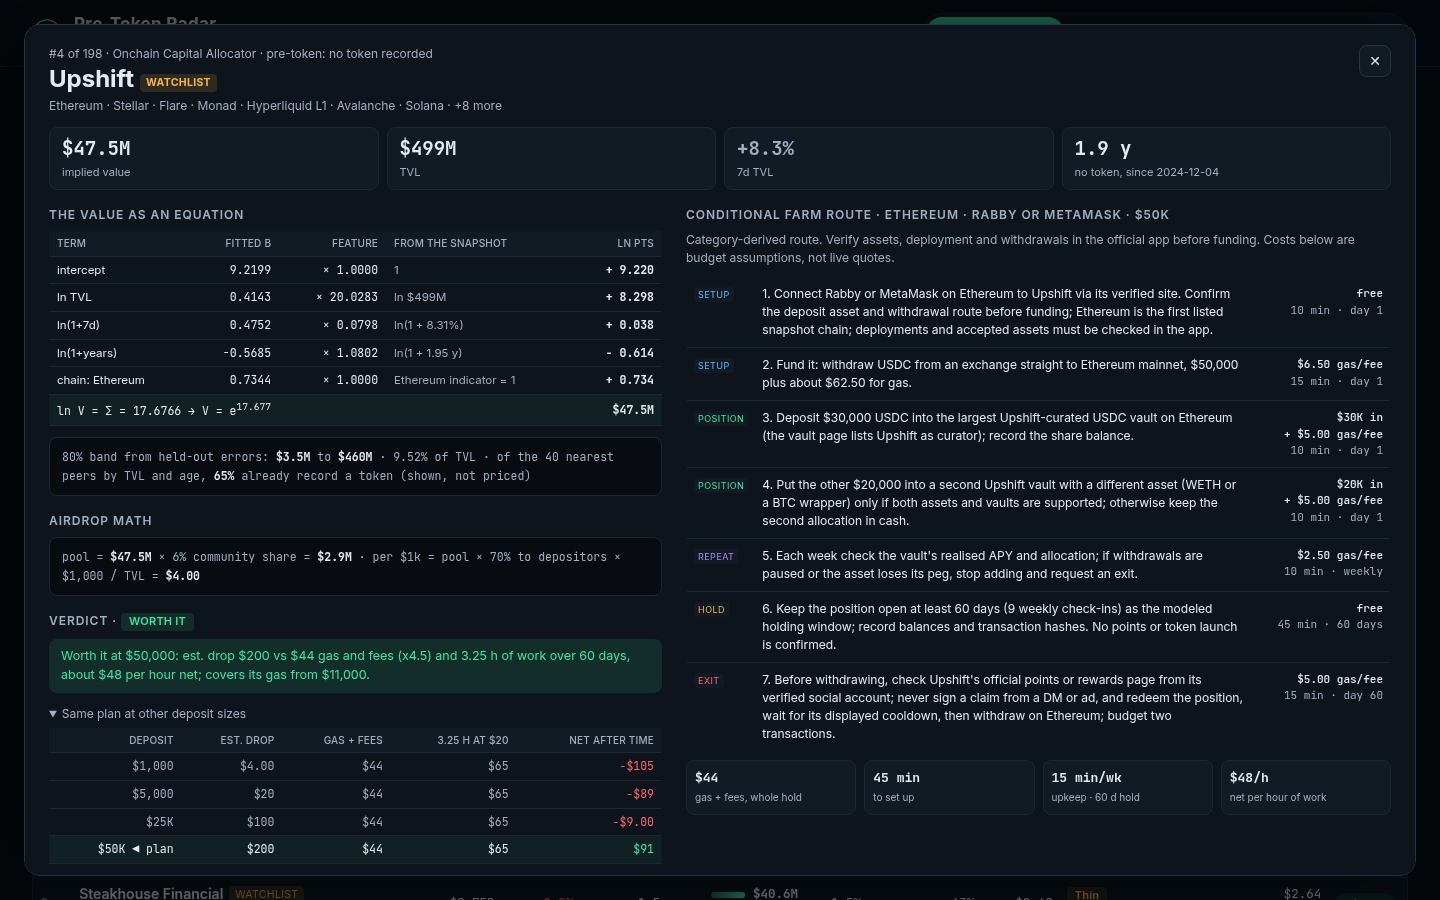 Pre-Token Radar
#4 of 198 · Onchain Capital Allocator · pre-token: no token recorded
Upshift WATCHLIST
Ethereum · Stellar · Flare · Monad · Hyperliquid L1 · Avalanche · Solana · +8 more
✕
$47.5M
implied value
$499M
TVL
+8.3%
7d TVL
1.9 y
no token, since 2024-12-04
THE VALUE AS AN EQUATION
TERM FITTED B FEATURE FROM THE SNAPSHOT LN PTS
intercept 9.2199 × 1.0000 1 + 9.220
ln TVL 0.4143 × 20.0283 ln $499M + 8.298
ln(1+7d) 0.4752 × 0.0798 ln(1 + 8.31%) + 0.038
ln(1+years) -0.5685 × 1.0802 ln(1 + 1.95 y) - 0.614
chain: Ethereum 0.7344 × 1.0000 Ethereum indicator = 1 + 0.734
ln V = Σ = 17.6766 → V = e17.677 $47.5M
80% band from held-out errors: $3.5M to $460M · 9.52% of TVL · of the 40 nearest
peers by TVL and age, 65% already record a token (shown, not priced)
AIRDROP MATH
pool = $47.5M × 6% community share = $2.9M · per $1k = pool × 70% to depositors ×
$1,000 / TVL = $4.00
VERDICT · WORTH IT
Worth it at $50,000: est. drop $200 vs $44 gas and fees (x4.5) and 3.25 h of work over 60 days,
about $48 per hour net; covers its gas from $11,000.
▼ Same plan at other deposit sizes
DEPOSIT EST. DROP GAS + FEES 3.25 H AT $20 NET AFTER TIME
$1,000 $4.00 $44 $65 -$105
$5,000 $20 $44 $65 -$89
$25K $100 $44 $65 -$9.00
$50K ◄ plan $200 $44 $65 $91
CONDITIONAL FARM ROUTE · ETHEREUM · RABBY OR METAMASK · $50K
Category-derived route. Verify assets, deployment and withdrawals in the official app before funding. Costs below are
budget assumptions, not live quotes.
SETUP 1. Connect Rabby or MetaMask on Ethereum to Upshift via its verified site. Confirm free
the deposit asset and withdrawal route before funding; Ethereum is the first listed 10 min · day 1
snapshot chain; deployments and accepted assets must be checked in the app.
SETUP 2. Fund it: withdraw USDC from an exchange straight to Ethereum mainnet, $50,000 $6.50 gas/fee
plus about $62.50 for gas. 15 min · day 1
POSITION 3. Deposit $30,000 USDC into the largest Upshift-curated USDC vault on Ethereum $30K in
(the vault page lists Upshift as curator); record the share balance. + $5.00 gas/fee
10 min · day 1
POSITION 4. Put the other $20,000 into a second Upshift vault with a different asset (WETH or $20K in
a BTC wrapper) only if both assets and vaults are supported; otherwise keep the + $5.00 gas/fee
second allocation in cash. 10 min · day 1
REPEAT 5. Each week check the vault's realised APY and allocation; if withdrawals are $2.50 gas/fee
paused or the asset loses its peg, stop adding and request an exit. 10 min · weekly
HOLD 6. Keep the position open at least 60 days (9 weekly check-ins) as the modeled free
holding window; record balances and transaction hashes. No points or token launch 45 min · 60 days
is confirmed.
EXIT 7. Before withdrawing, check Upshift's official points or rewards page from its $5.00 gas/fee
verified social account; never sign a claim from a DM or ad, and redeem the position, 15 min · day 60
wait for its displayed cooldown, then withdraw on Ethereum; budget two
transactions.
$44
gas + fees, whole hold
45 min
to set up
15 min/wk
upkeep · 60 d hold
$48/h
net per hour of work
Steakhouse Financial WATCHLIST $40.6M Thin $2.64